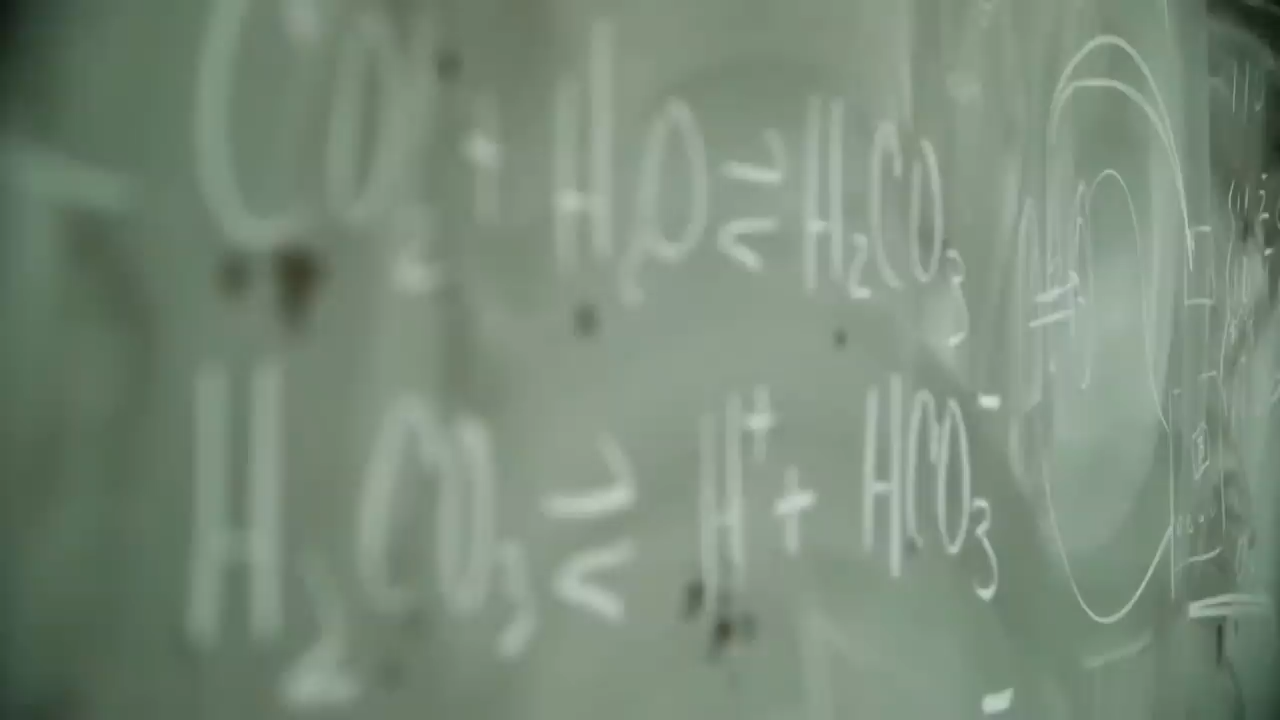 CO₂ + H₂O ⇌ H₂CO₃
H₂CO₃ ⇌ H⁺ + HCO₃⁻